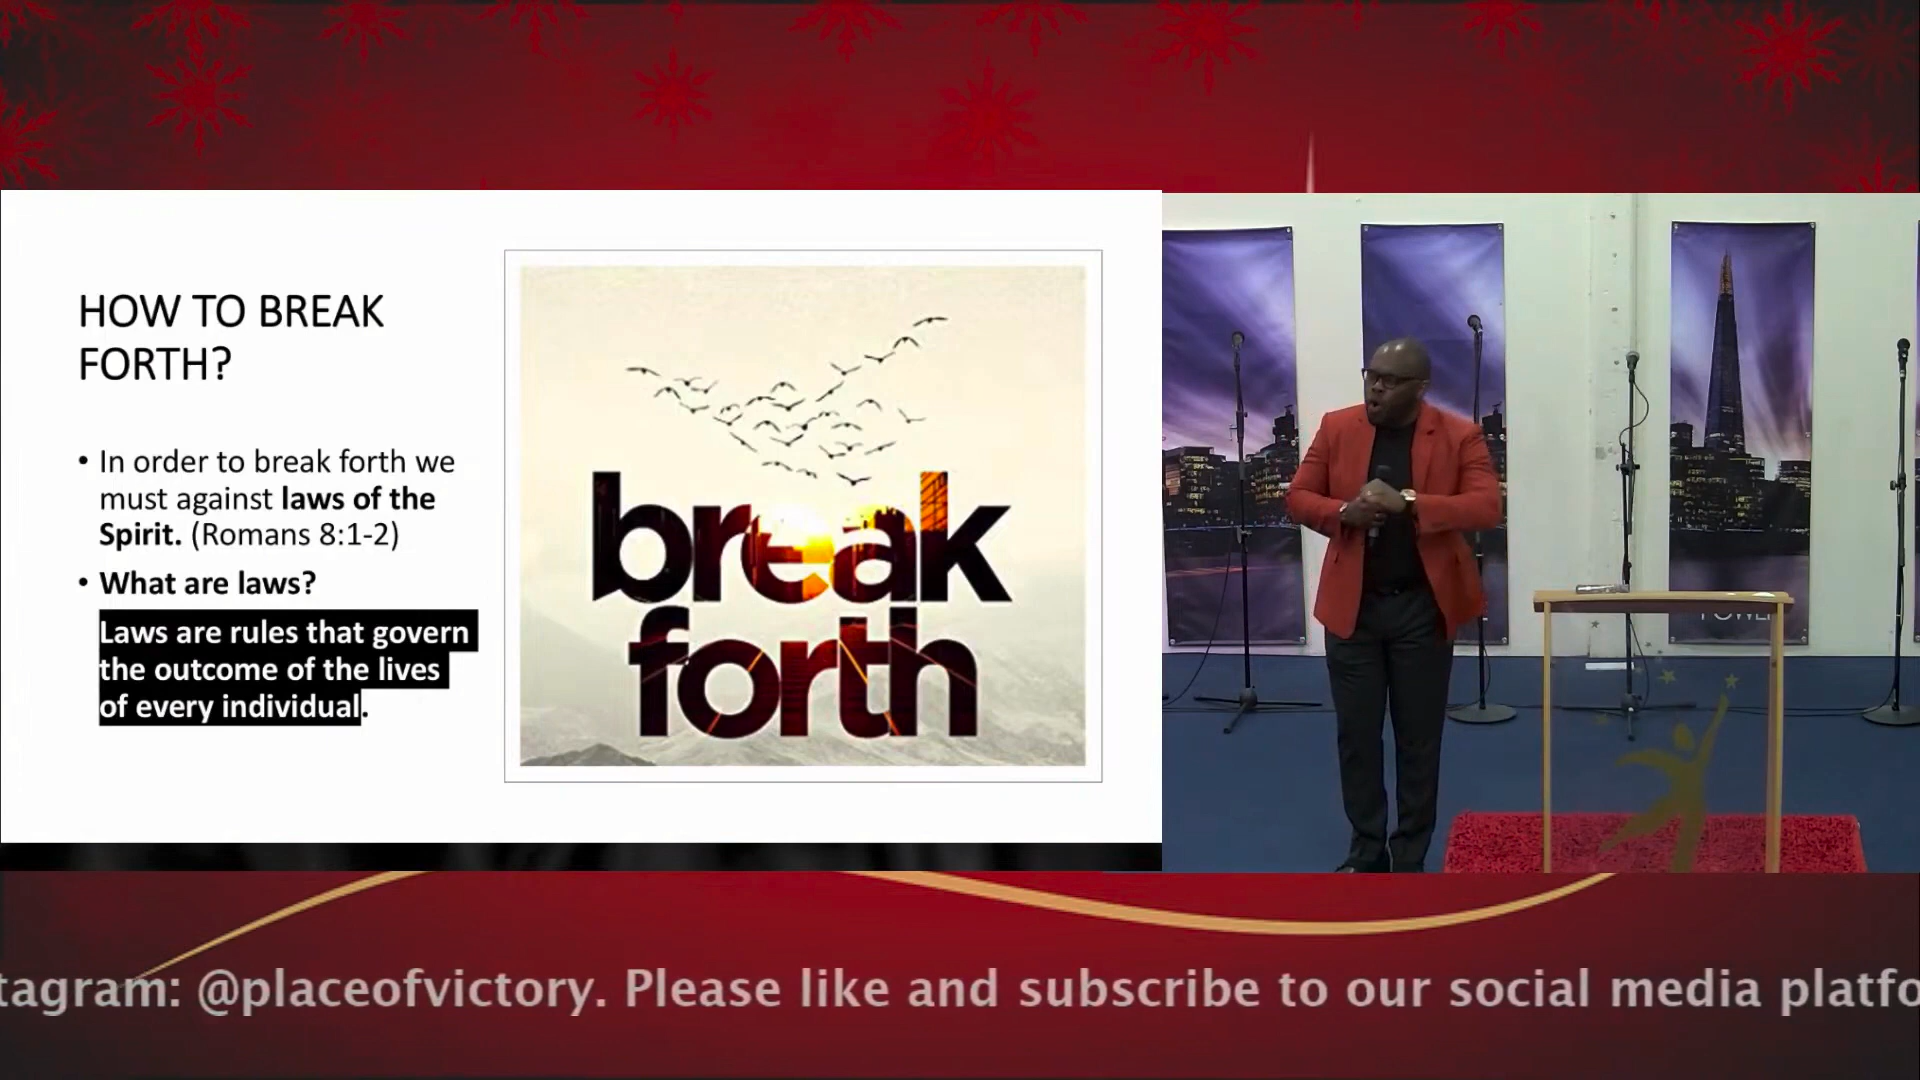 HOW TO BREAK
FORTH?
• In order to break forth we
must against laws of the
Spirit. (Romans 8:1-2)
• What are laws?
Laws are rules that govern
the outcome of the lives
of every individual.
break
forth
tagram: @placeofvictory. Please like and subscribe to our social media platfo